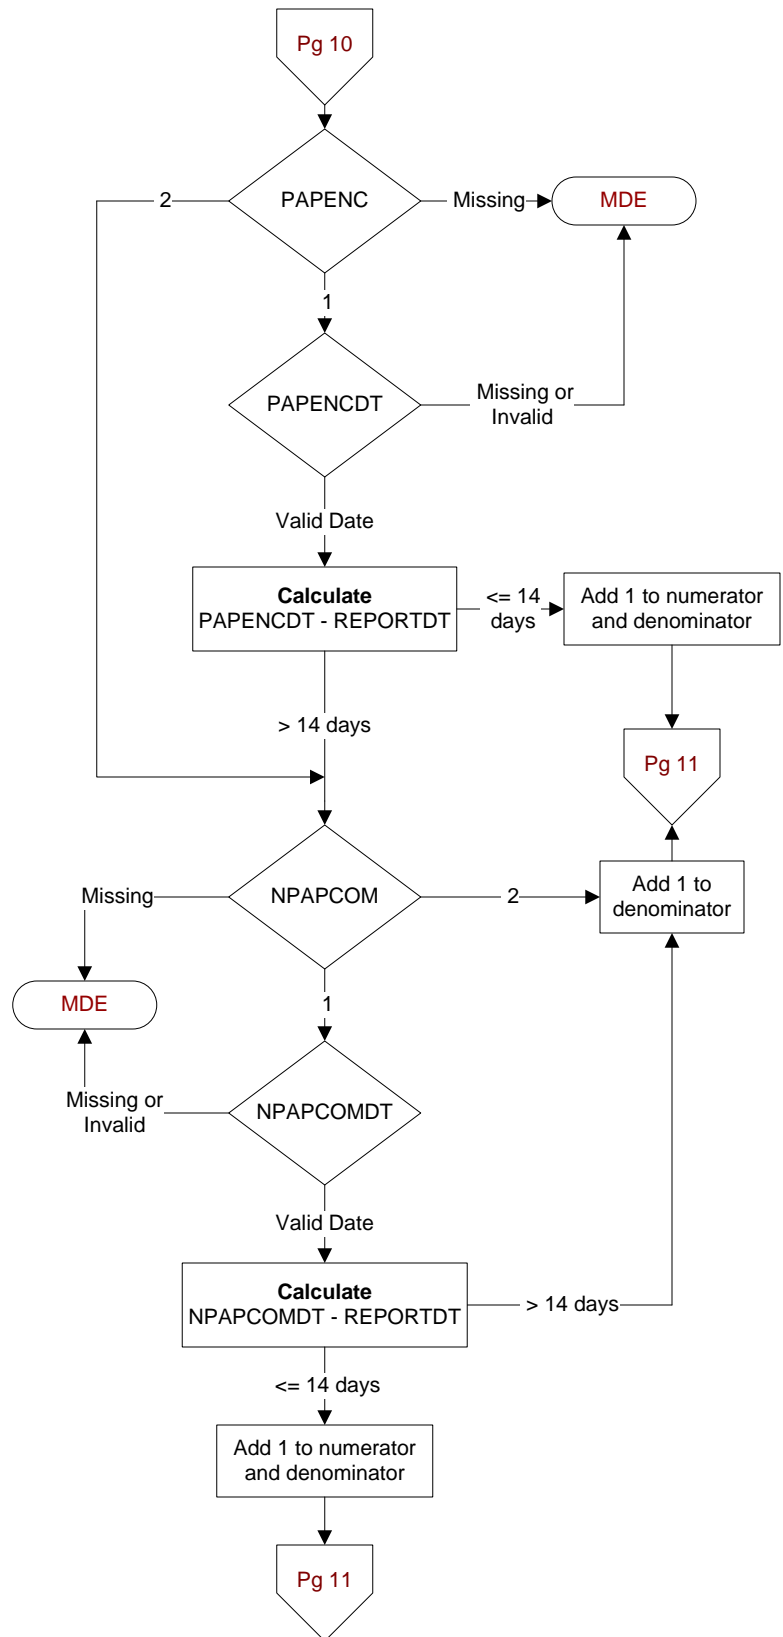 Pg 10
PAPENC
2
Missing
MDE
1
PAPENCDT
Missing or
Invalid
Valid Date
Calculate
PAPENCDT - REPORTDT
<= 14
days
Add 1 to numerator
and denominator
> 14 days
Pg 11
NPAPCOM
Missing
2
Add 1 to
denominator
MDE
1
NPAPCOMDT
Missing or
Invalid
Valid Date
Calculate
NPAPCOMDT - REPORTDT
> 14 days
<= 14 days
Add 1 to numerator
and denominator
Pg 11